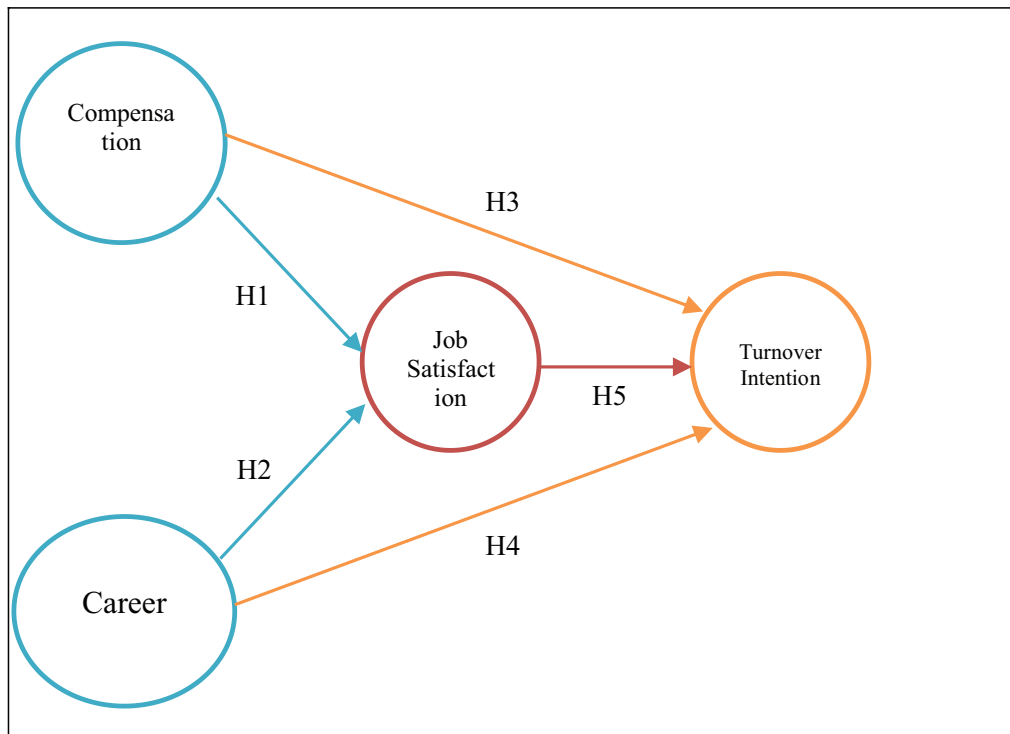 Compensa
tion
H3
H1
Job
Satisfact
ion
Turnover
Intention
H5
H2
H4
Career